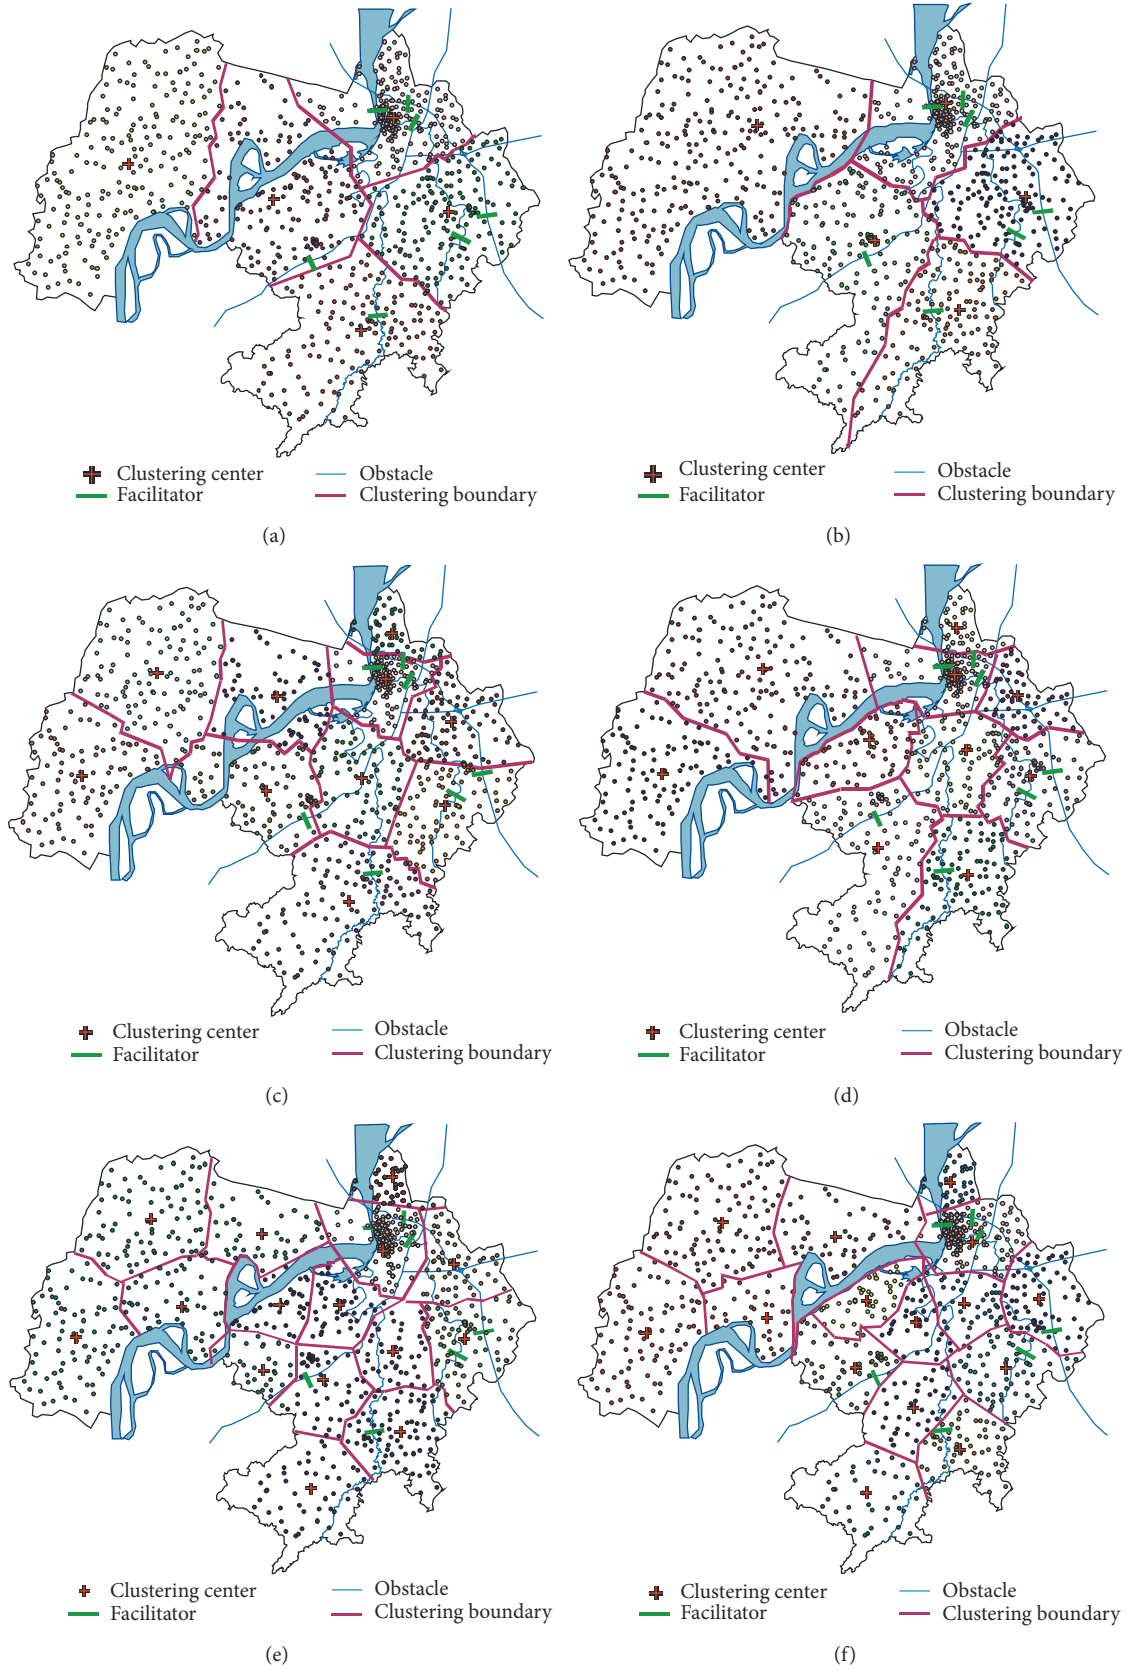 Clustering center
Obstacle
Facilitator
Clustering boundary
(a)
Clustering center
Obstacle
Facilitator
Clustering boundary
(b)
Clustering center
Obstacle
Facilitator
Clustering boundary
(c)
Clustering center
Obstacle
Facilitator
Clustering boundary
(d)
Clustering center
Obstacle
Facilitator
Clustering boundary
(e)
Clustering center
Obstacle
Facilitator
Clustering boundary
(f)